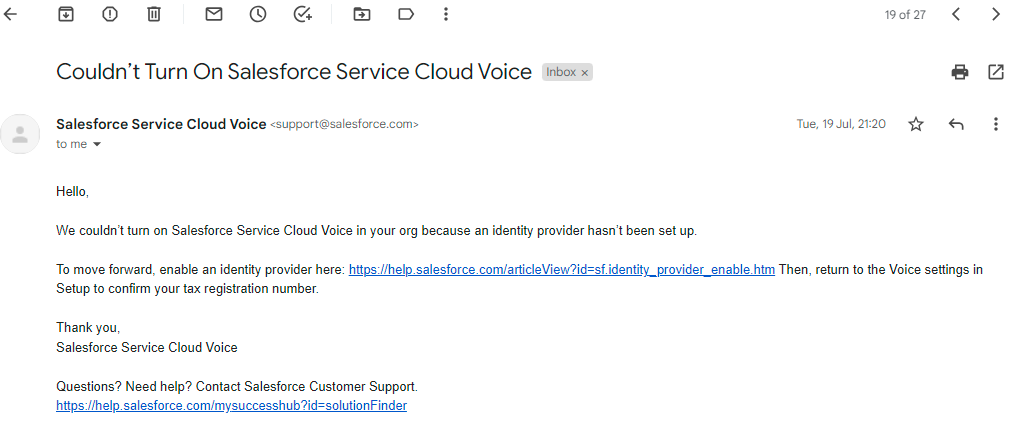 19 of 27
Couldn't Turn On Salesforce Service Cloud Voice Inbox ×
Salesforce Service Cloud Voice <support@salesforce.com> Tue, 19 Jul, 21:20
to me
Hello,
We couldn't turn on Salesforce Service Cloud Voice in your org because an identity provider hasn't been set up.
To move forward, enable an identity provider here: https://help.salesforce.com/articleView?id=sf.identity_provider_enable.htm Then, return to the Voice settings in
Setup to confirm your tax registration number.
Thank you,
Salesforce Service Cloud Voice
Questions? Need help? Contact Salesforce Customer Support.
https://help.salesforce.com/mysuccesshub?id=solutionFinder